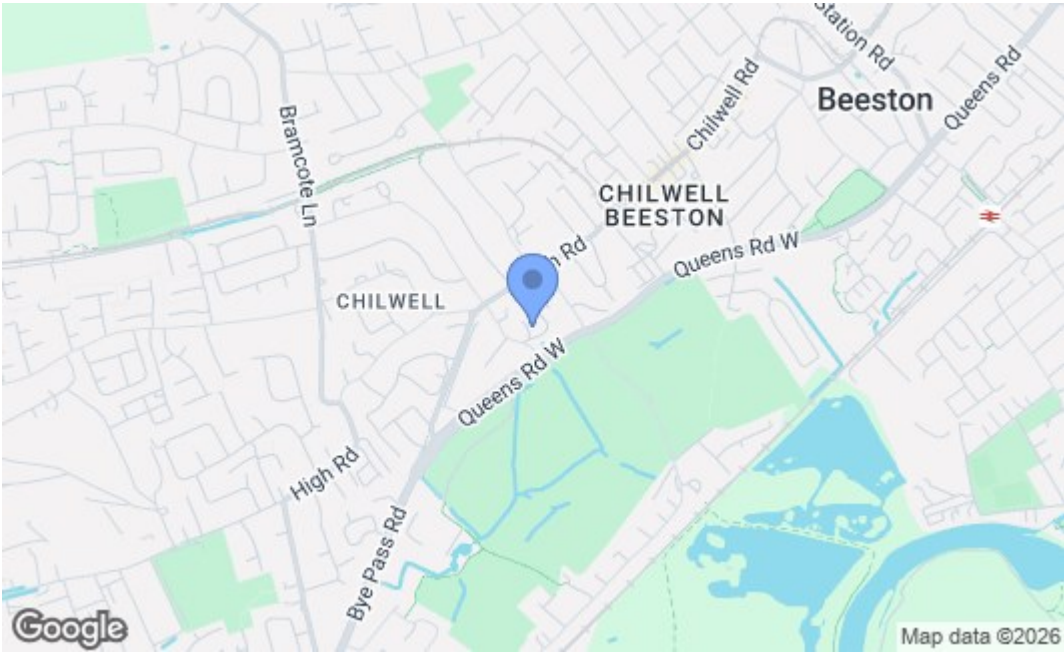 Station Rd
Queens Rd
Beeston
Chilwell Rd
Bramcote Ln
CHILWELL
BEESTON
Queens Rd W
Rd
CHILWELL
Queens Rd W
High Rd
Bye Pass Rd
Google
Map data ©2026